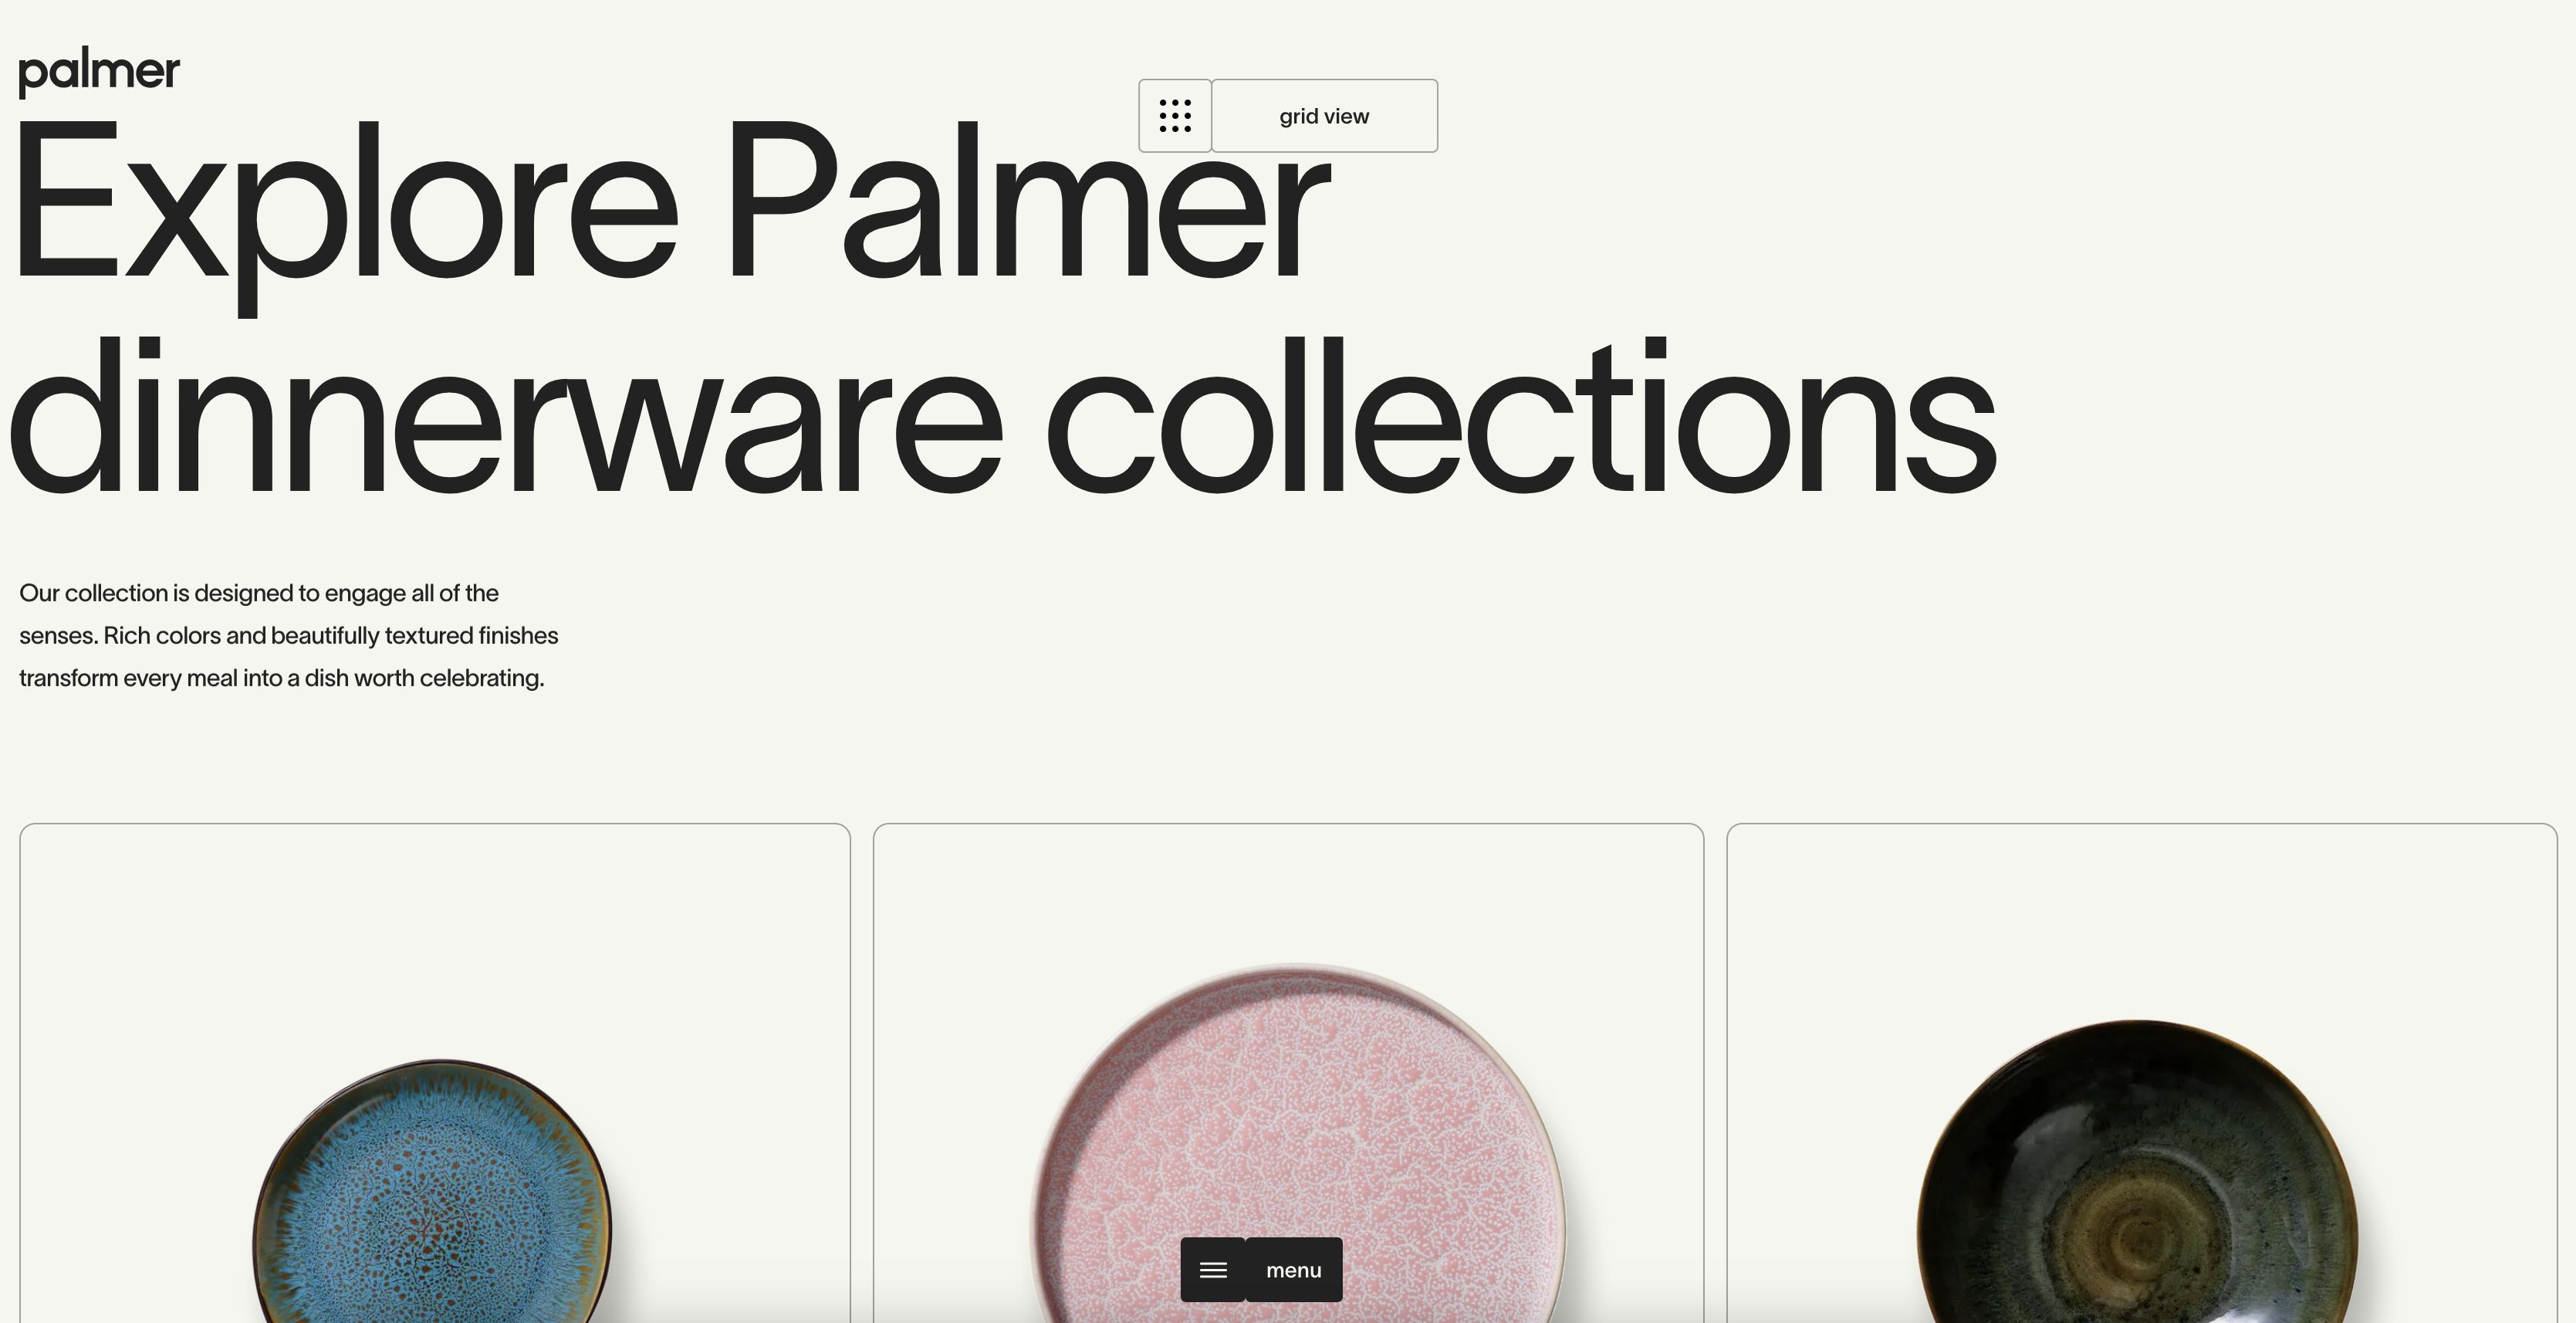 palmer
grid view
Explore Palmer
dinnerware collections
Our collection is designed to engage all of the
senses. Rich colors and beautifully textured finishes
transform every meal into a dish worth celebrating.
menu